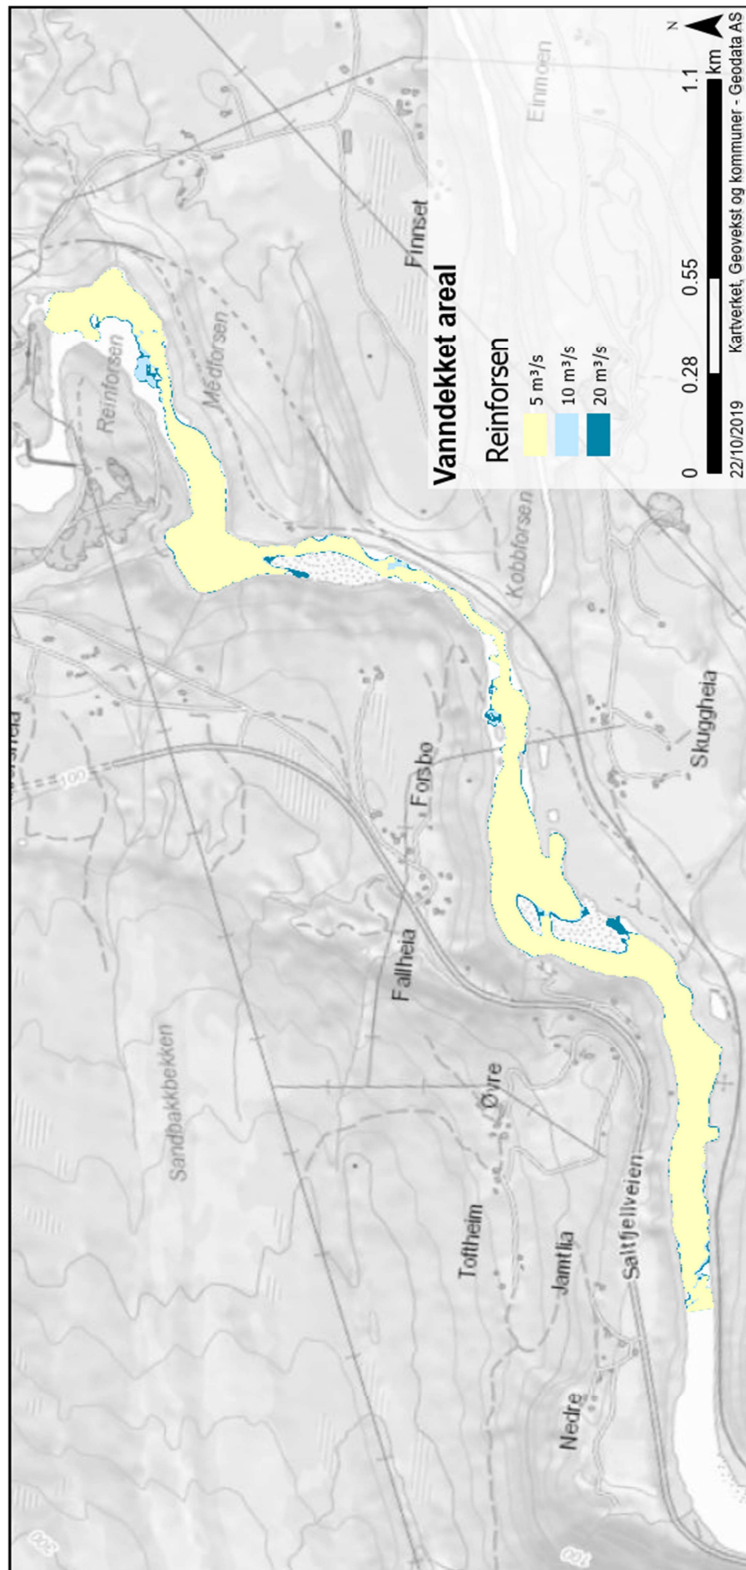 Reinforsen
Medforsen
Finnset
Einmoen
Kobbforsen
Skuggheia
100
Forsbo
Fallheia
Sandbakkbekken
Øvre
Toftheim
Jamtlia
Saltfjellveien
Nedre
200
100
Vanndekket areal
Reinforsen
5 m³/s
10 m³/s
20 m³/s
N
0 0.28 0.55 1.1
km
22/10/2019 Kartverket, Geovekst og kommuner - Geodata AS